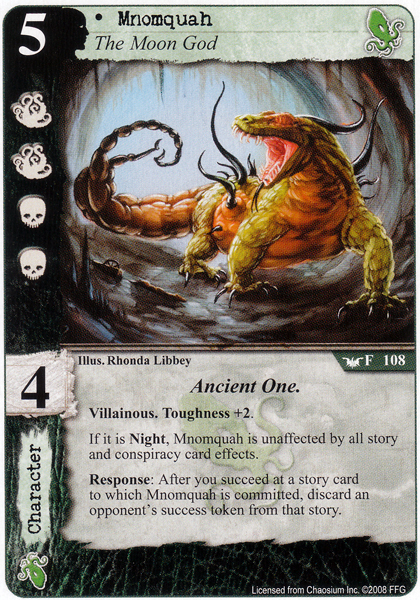 5
• Mnomquah
The Moon God
Illus. Rhonda Libbey
F 108
4
Ancient One.
Villainous. Toughness +2.
If it is Night, Mnomquah is unaffected by all story
and conspiracy card effects.
Response: After you succeed at a story card
to which Mnomquah is committed, discard an
opponent's success token from that story.
Character
Licensed from Chaosium Inc. ©2008 FFG